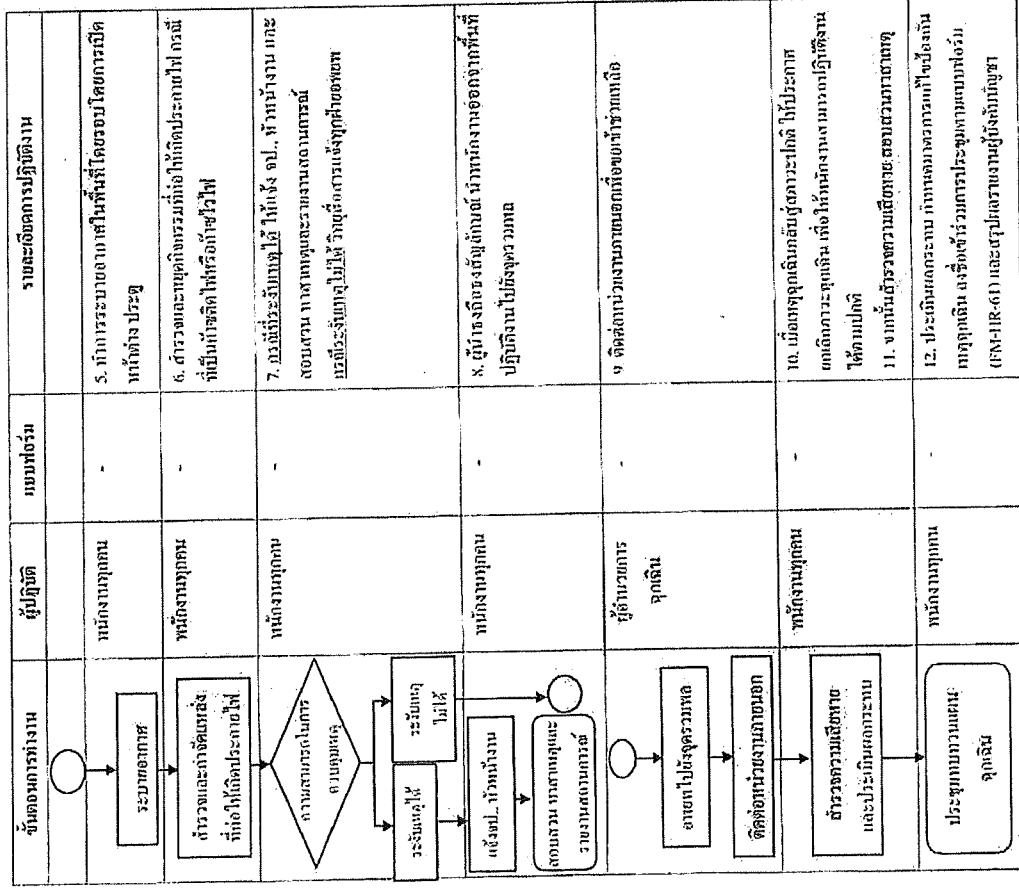 ขั้นตอนการทำงาน
ผู้ปฏิบัติ
แบบฟอร์ม
รายละเอียดการปฏิบัติงาน
ระบายอากาศ
พนักงานทุกคน
-
5. ทำการระบายอากาศในพื้นที่โดยรอบโดยการเปิด
หน้าต่าง ประตู
สำรวจและกำจัดแหล่ง
ที่ก่อให้เกิดประกายไฟ
พนักงานทุกคน
-
6. สำรวจและหยุดกิจกรรมที่ก่อให้เกิดประกายไฟ กรณี
ที่เป็นก๊าซติดไฟหรือก๊าซไวไฟ
ความสามารถในการ
ควบคุมเหตุ
ระงับเหตุได้
ระงับเหตุ
ไม่ได้
พนักงานทุกคน
-
7. กรณีที่ระงับเหตุได้ ให้แจ้ง จป., หัวหน้างาน และ
สอบสวน หาสาเหตุและรายงานสถานการณ์
กรณีที่ระงับเหตุไม่ได้ วิทยุสื่อสารแจ้งทุกฝ่ายอพยพ
แจ้งจป. หัวหน้างาน
สอบสวน หาสาเหตุและ
รายงานสถานการณ์
พนักงานทุกคน
-
8. ผู้นำธงถือธงสัญลักษณ์ นำพนักงานออกจากพื้นที่
ปฏิบัติงานไปยังจุดรวมพล
อพยพไปยังจุดรวมพล
ติดต่อหน่วยงานภายนอก
ผู้อำนวยการ
ฉุกเฉิน
-
9. ติดต่อหน่วยงานภายนอกเพื่อขอเข้าช่วยเหลือ
สำรวจความเสียหาย
และประเมินผลกระทบ
พนักงานทุกคน
-
10. เมื่อเหตุฉุกเฉินกลับสู่สภาวะปกติ ให้ประกาศ
ยกเลิกภาวะฉุกเฉิน เพื่อให้พนักงานสามารถปฏิบัติงาน
ได้ตามปกติ
11. จากนั้นสำรวจความเสียหาย สอบสวนหาสาเหตุ
ประชุมทบทวนแผน
ฉุกเฉิน
พนักงานทุกคน
-
12. ประเมินผลกระทบ กำหนดมาตรการแก้ไขป้องกัน
เหตุฉุกเฉิน ลงชื่อเข้าร่วมการประชุมตามแบบฟอร์ม
(FM-HR-61) และสรุปผลรายงานผู้บังคับบัญชา